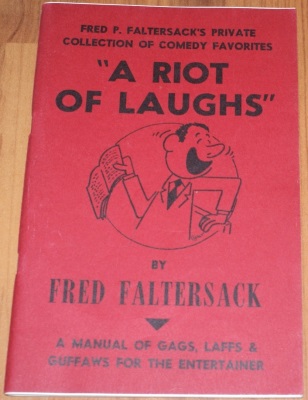 FRED P. FALTERSACK'S PRIVATE
COLLECTION OF COMEDY FAVORITES
"A RIOT
OF LAUGHS"
BY
FRED FALTERSACK
A MANUAL OF GAGS, LAFFS &
GUFFAWS FOR THE ENTERTAINER